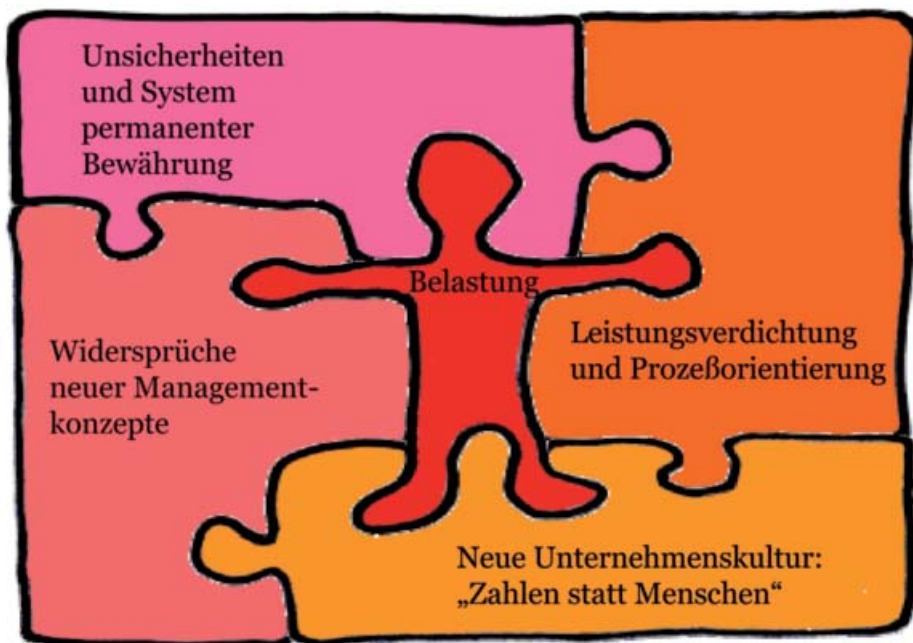 Unsicherheiten
und System
permanenter
Bewährung
Belastung
Widersprüche
neuer Management-
konzepte
Leistungsverdichtung
und Prozeßorientierung
Neue Unternehmenskultur:
„Zahlen statt Menschen“